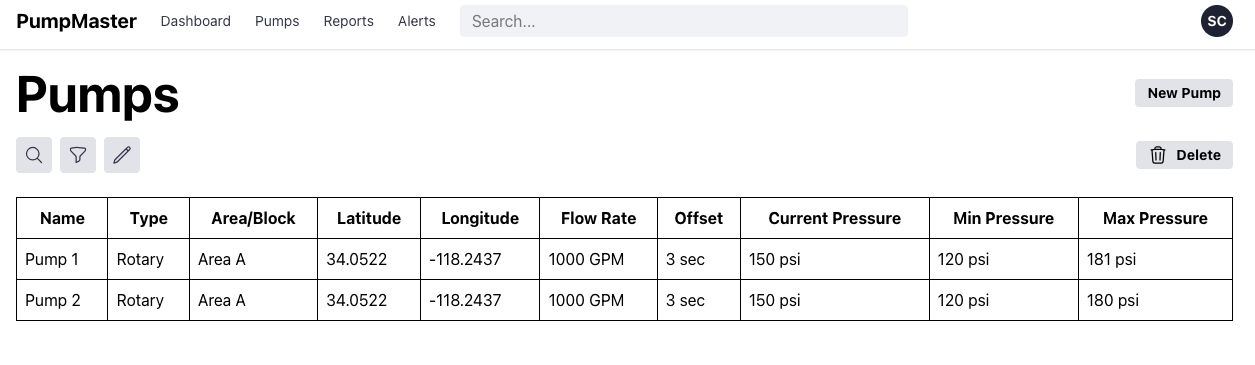 PumpMaster Dashboard Pumps Reports Alerts Search... SC
Pumps New Pump
Delete
Name Type Area/Block Latitude Longitude Flow Rate Offset Current Pressure Min Pressure Max Pressure
Pump 1 Rotary Area A 34.0522 -118.2437 1000 GPM 3 sec 150 psi 120 psi 181 psi
Pump 2 Rotary Area A 34.0522 -118.2437 1000 GPM 3 sec 150 psi 120 psi 180 psi